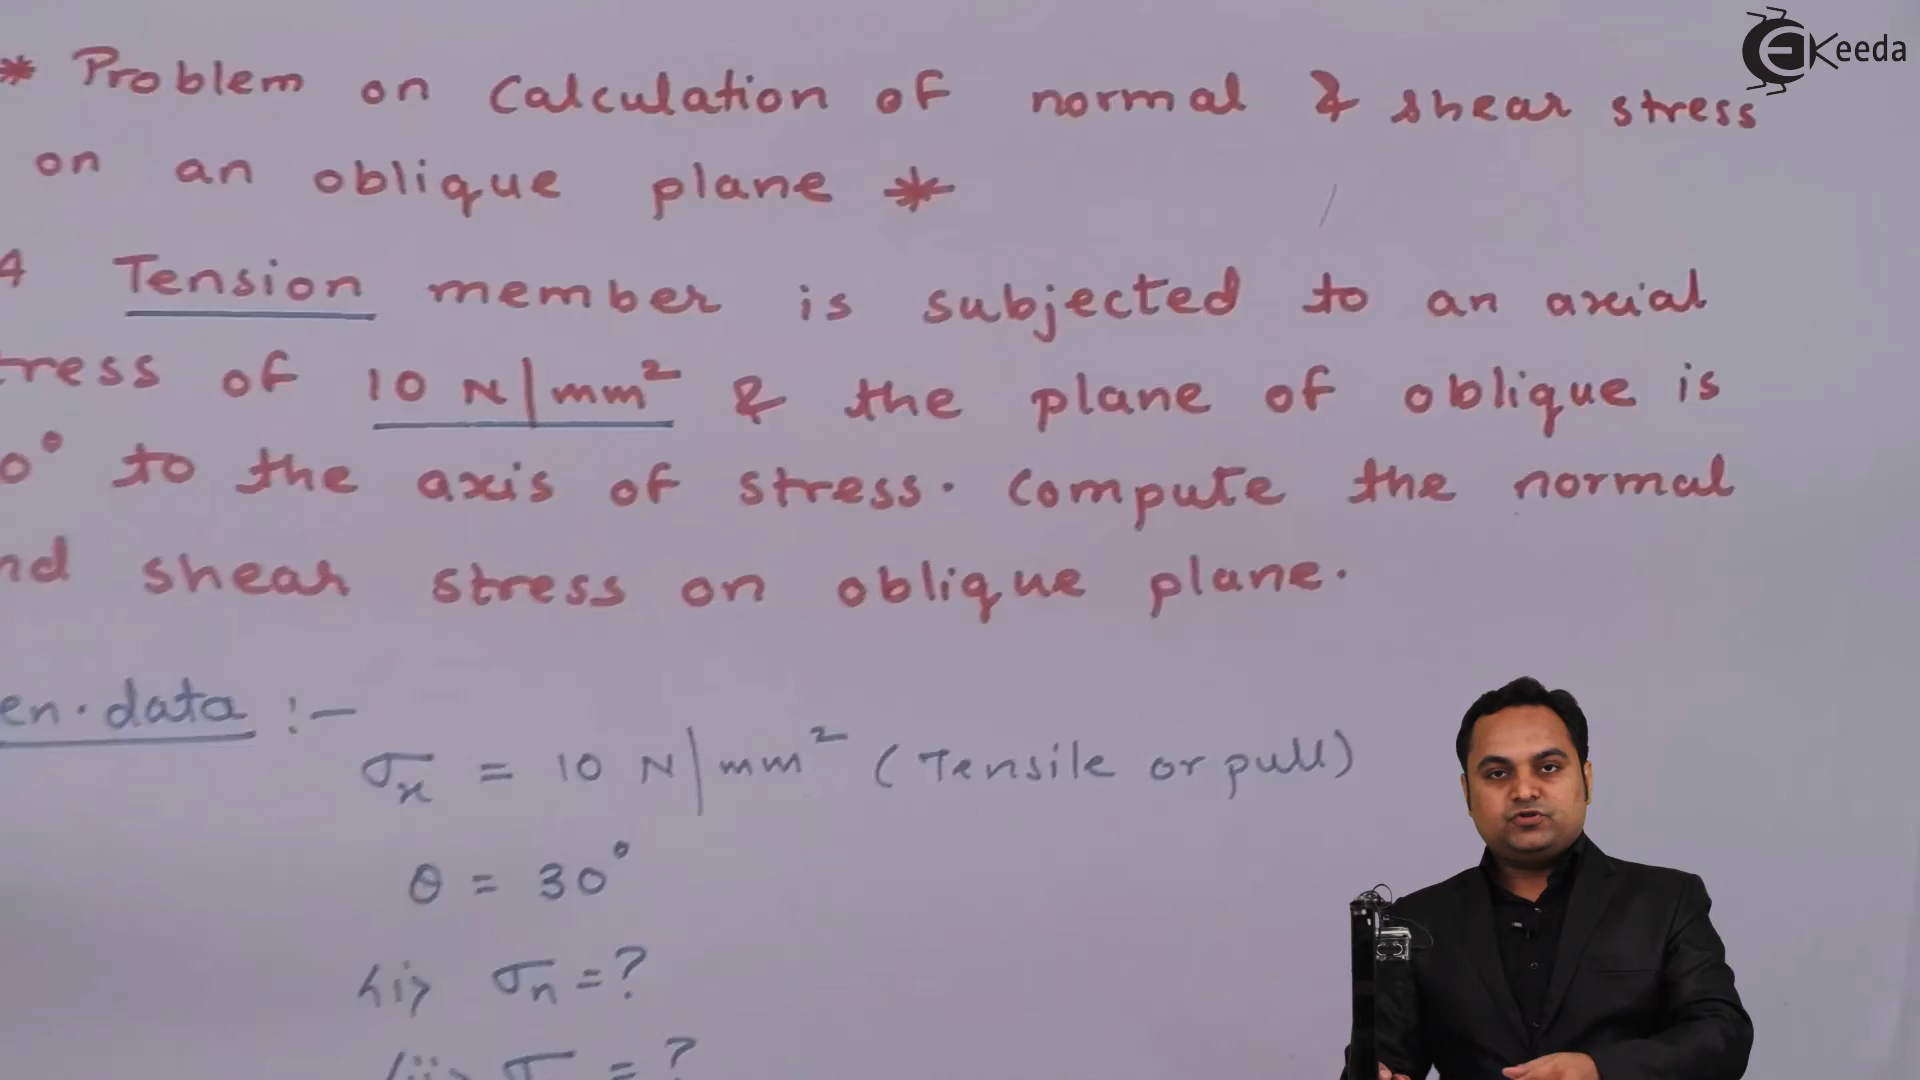 Keeda
* Problem on Calculation of normal & shear stress
on an oblique plane *
A Tension member is subjected to an axial
tress of 10 N/mm² & the plane of oblique is
0° to the axis of stress. Compute the normal
nd shear stress on oblique plane.
en. data :-
σx = 10 N/mm² (Tensile or pull)
θ = 30°
(i) σn = ?
= ?